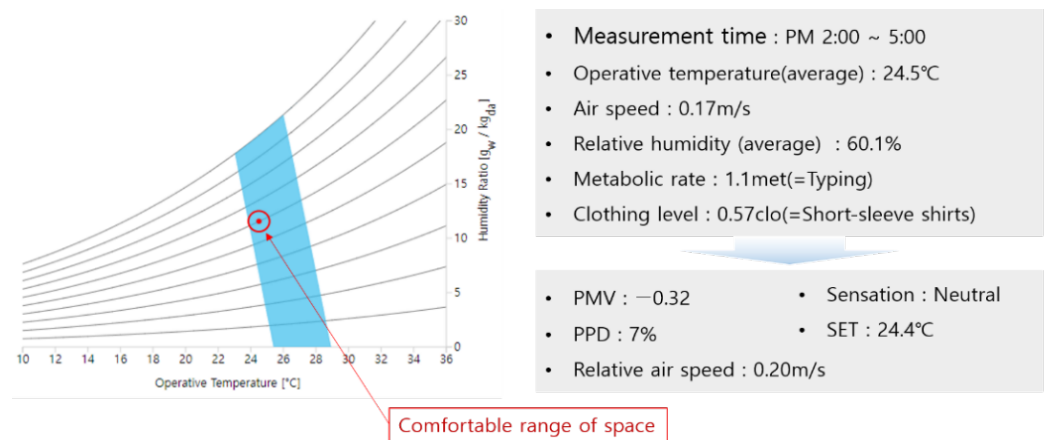 30
25
20
15
10
5
0
Humidity Ratio [gw / kgda]
10 12 14 16 18 20 22 24 26 28 30 32 34 36
Operative Temperature [°C]
Comfortable range of space
• Measurement time : PM 2:00 ~ 5:00
• Operative temperature(average) : 24.5℃
• Air speed : 0.17m/s
• Relative humidity (average) : 60.1%
• Metabolic rate : 1.1met(=Typing)
• Clothing level : 0.57clo(=Short-sleeve shirts)
• PMV : －0.32
• PPD : 7%
• Relative air speed : 0.20m/s
• Sensation : Neutral
• SET : 24.4℃